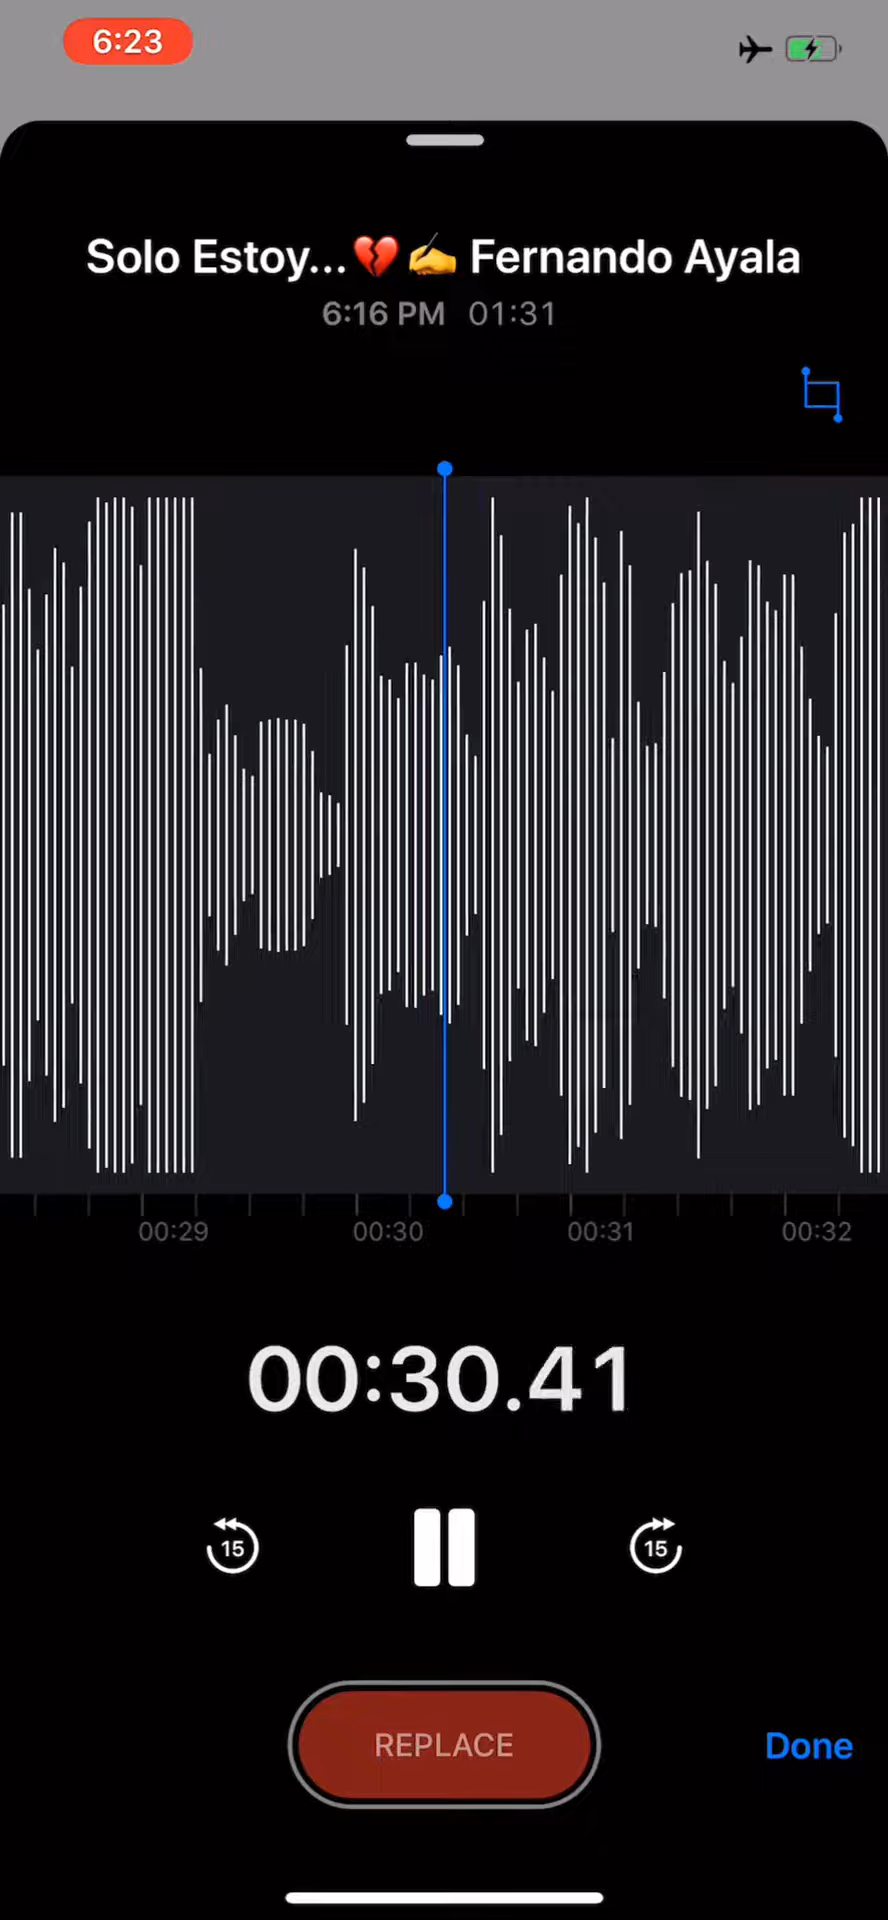 6:23
Solo Estoy...💔✍️ Fernando Ayala
6:16 PM 01:31
00:29 00:30 00:31 00:32
00:30.41
15 15
REPLACE
Done